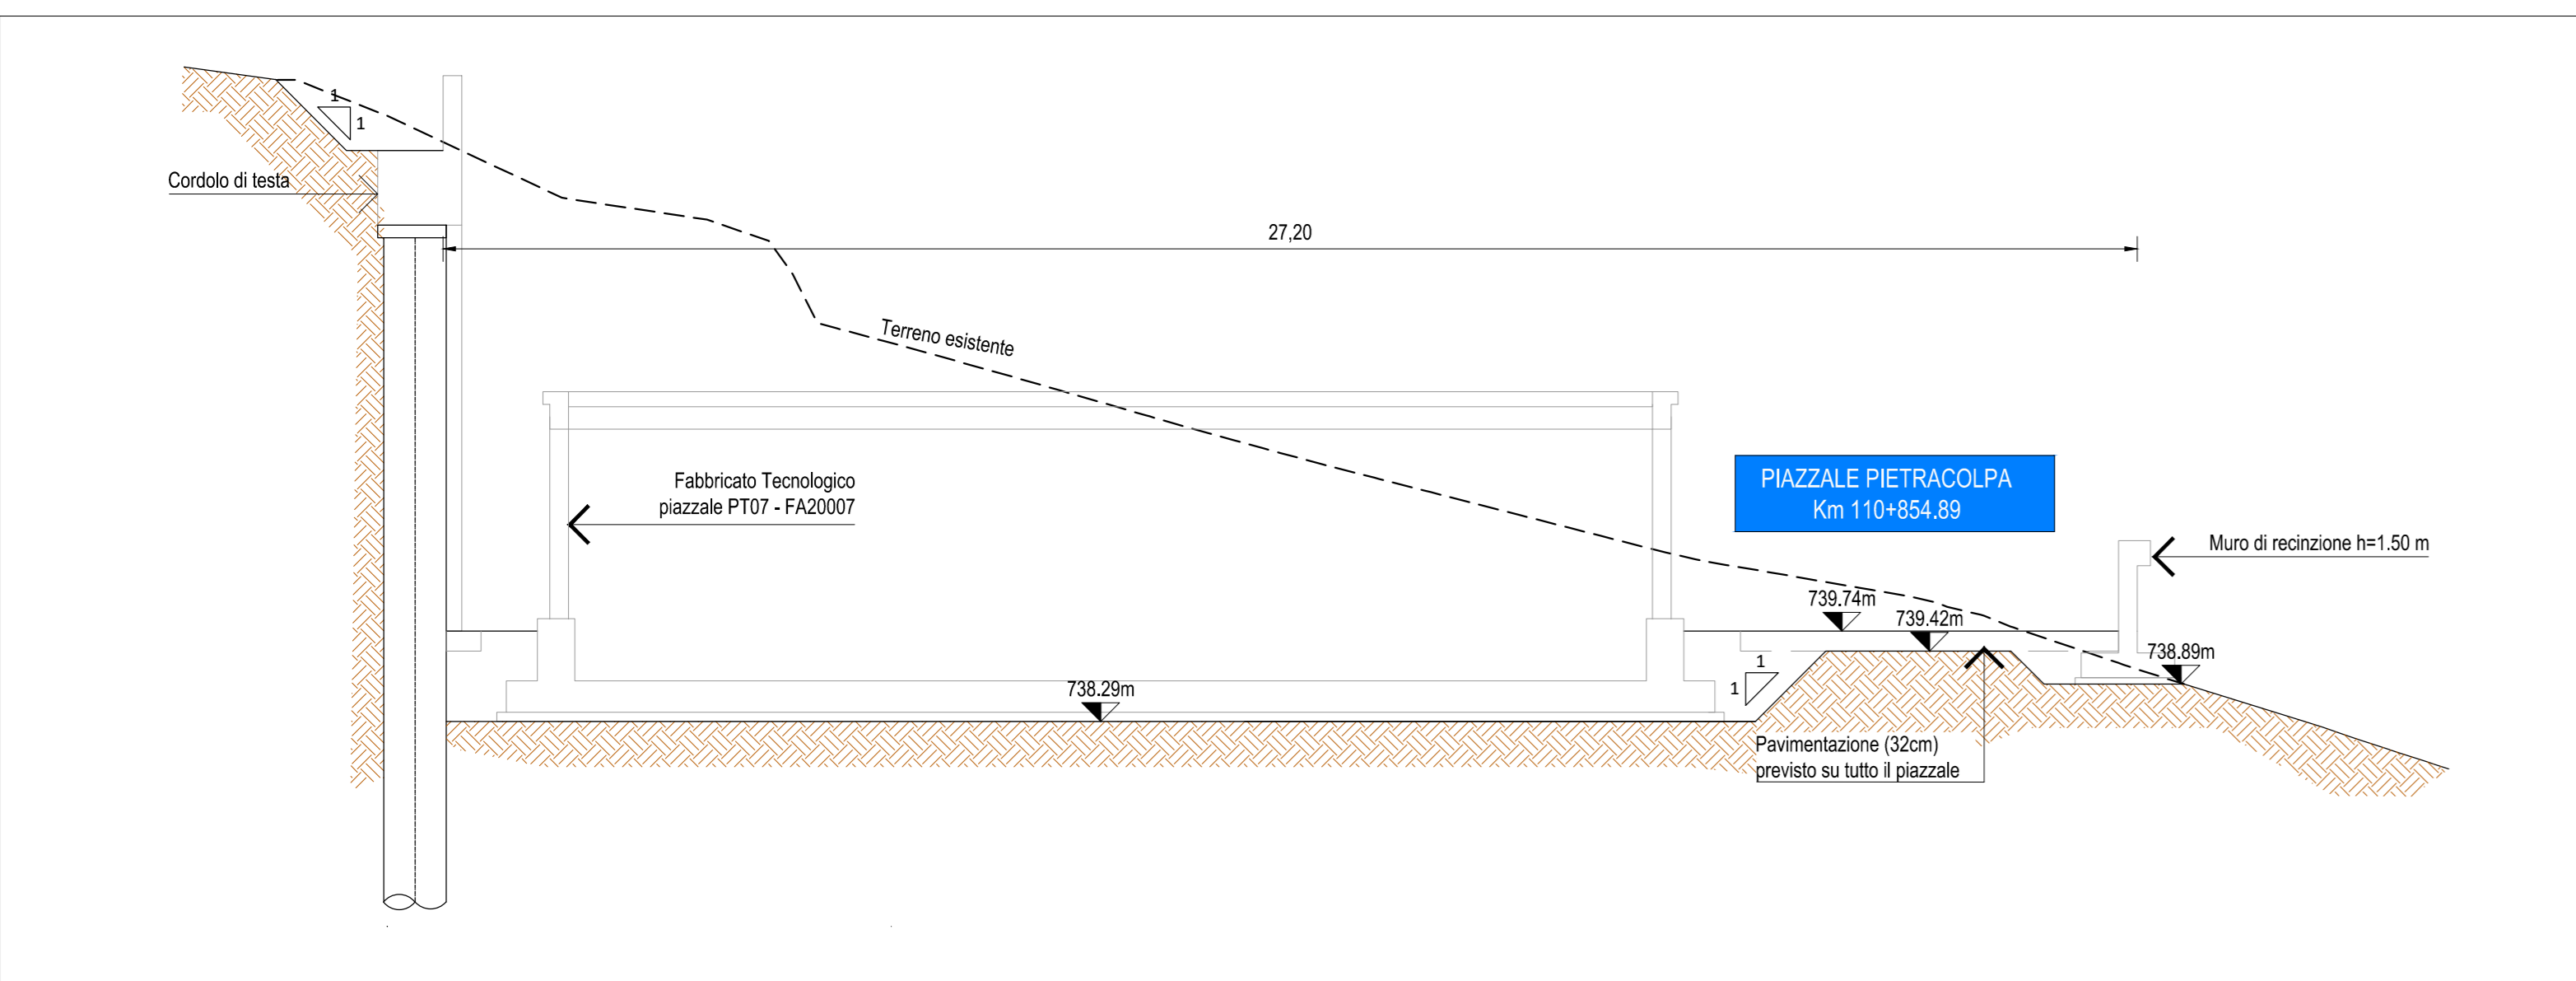 1
1
Cordolo di testa
27,20
Terreno esistente
Fabbricato Tecnologico
piazzale PT07 - FA20007
PIAZZALE PIETRACOLPA
Km 110+854.89
Muro di recinzione h=1.50 m
739.74m
739.42m
738.89m
1
1
738.29m
Pavimentazione (32cm)
previsto su tutto il piazzale